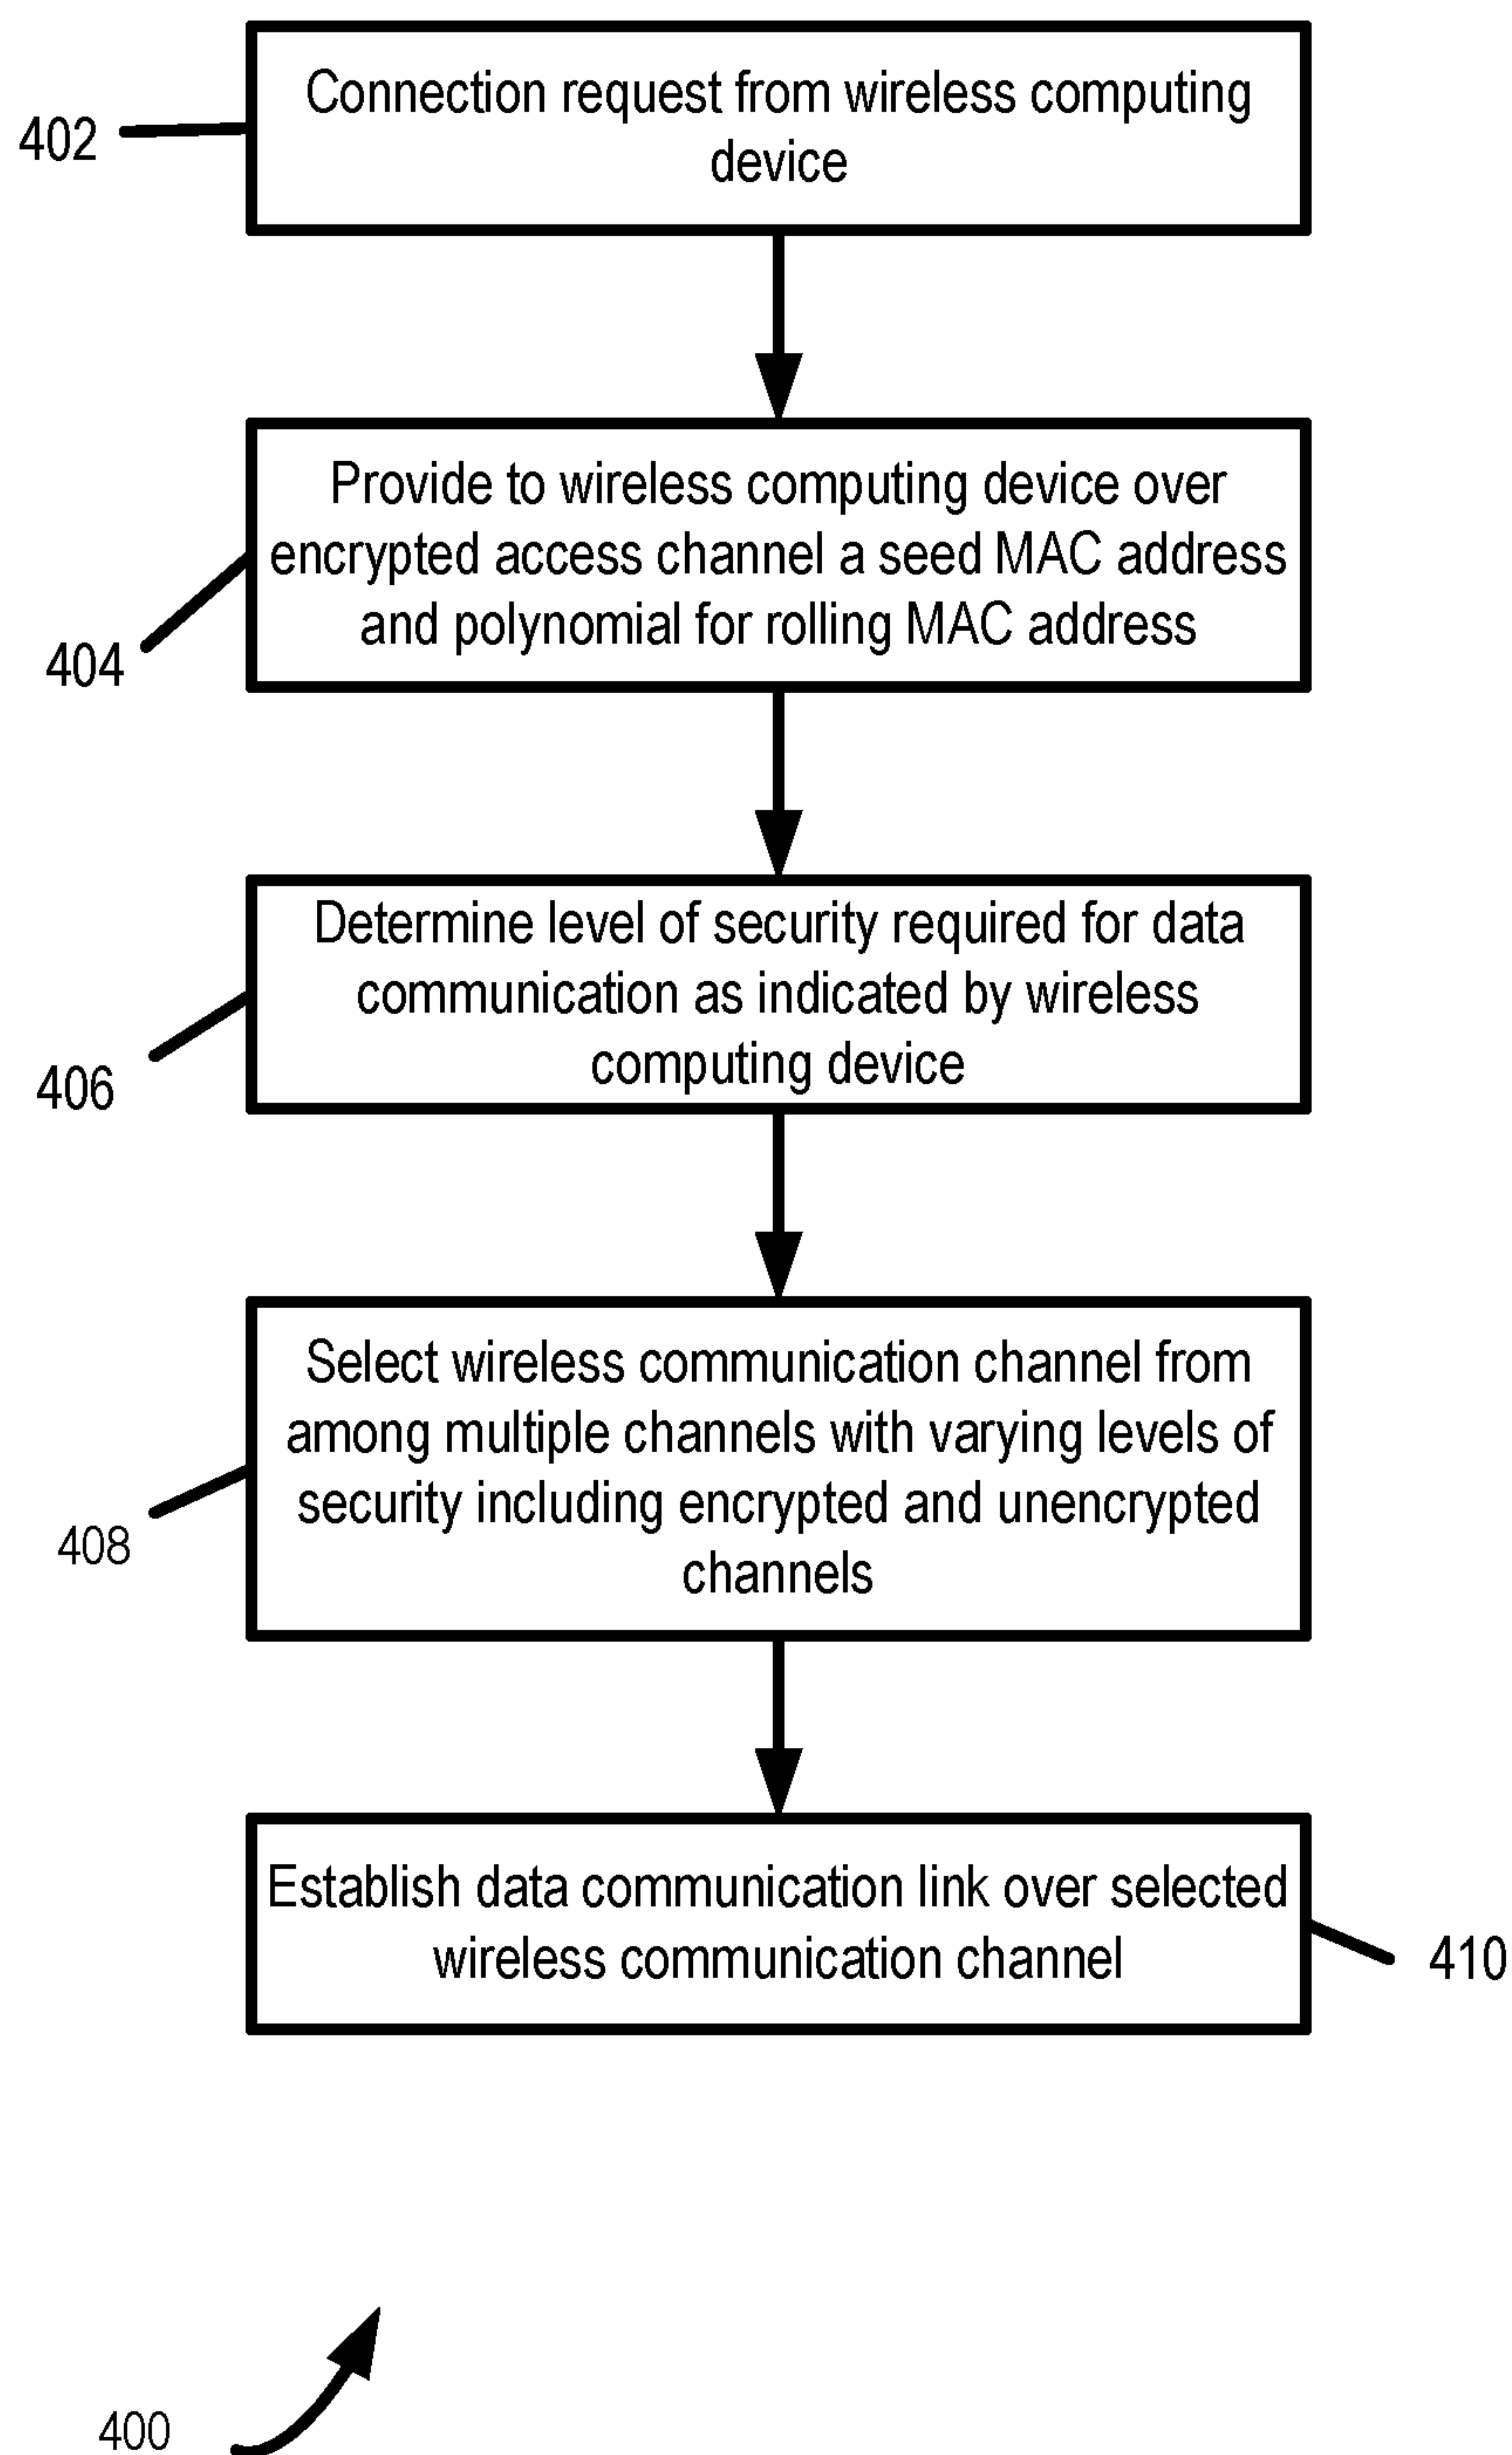 Connection request from wireless computing
device
402
Provide to wireless computing device over
encrypted access channel a seed MAC address
and polynomial for rolling MAC address
404
Determine level of security required for data
communication as indicated by wireless
computing device
406
Select wireless communication channel from
among multiple channels with varying levels of
security including encrypted and unencrypted
channels
408
Establish data communication link over selected
wireless communication channel
410
400